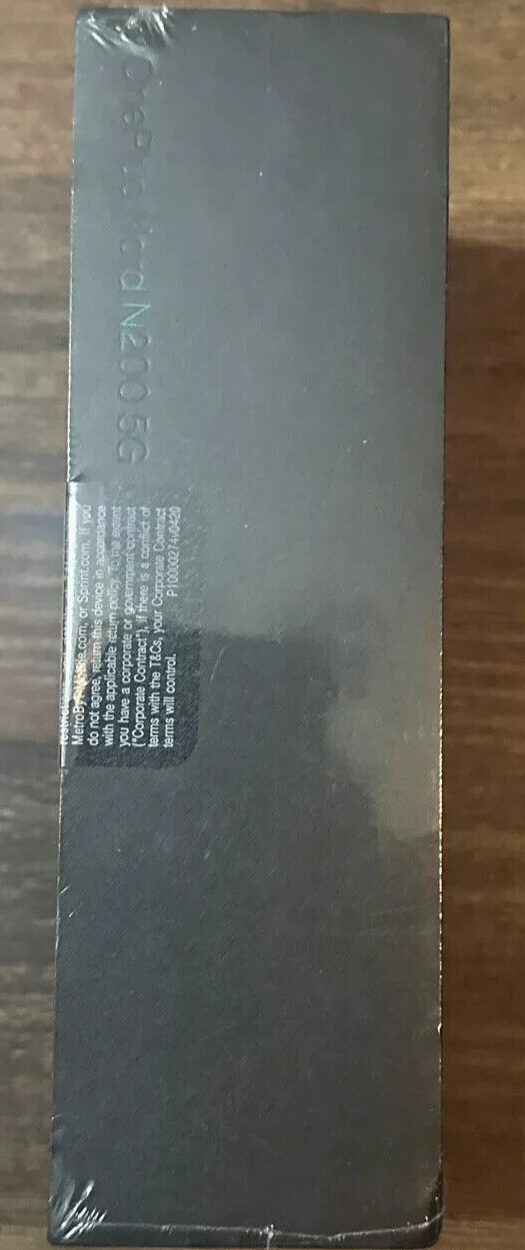 OnePlus Nord N200 5G
MetroByT-Mobile.com, or Sprint.com. If you
do not agree, return this device in accordance
with the applicable return policy. To the extent
you have a corporate or government contract
("Corporate Contract"), if there is a conflict of
terms with the T&Cs, your Corporate Contract
terms will control.
P10000274v0420